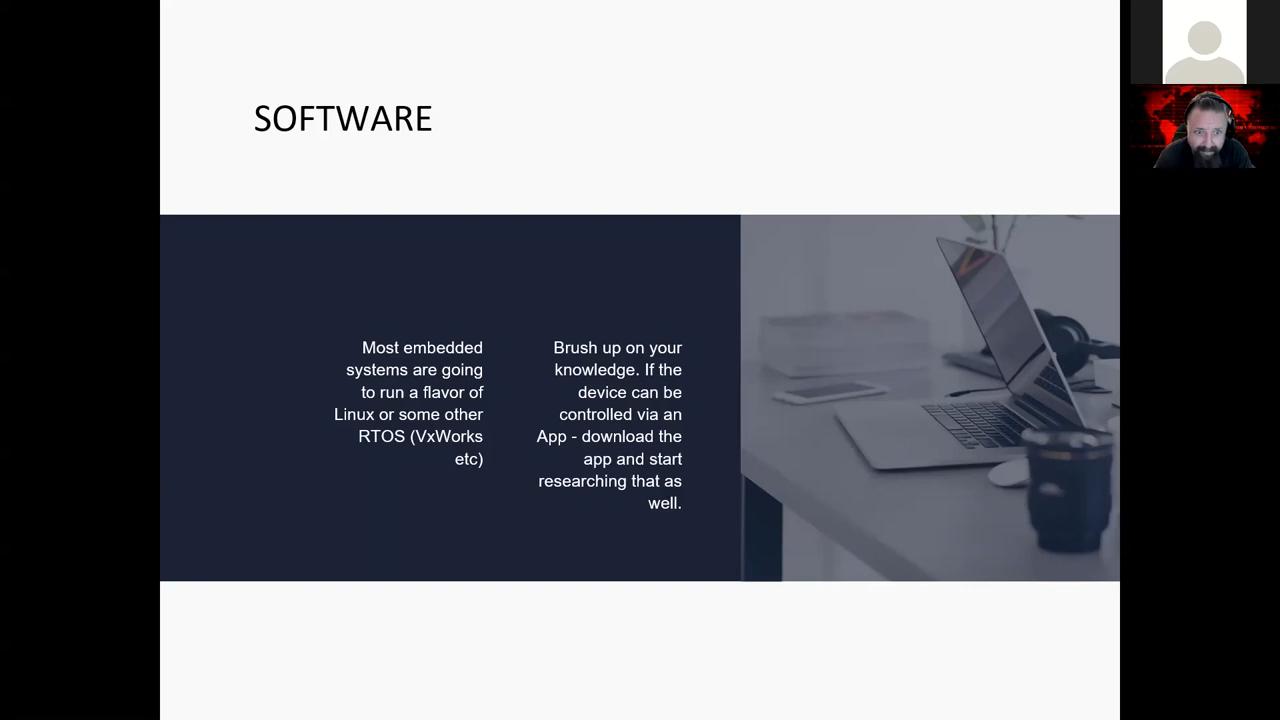 SOFTWARE
Most embedded
systems are going
to run a flavor of
Linux or some other
RTOS (VxWorks
etc)
Brush up on your
knowledge. If the
device can be
controlled via an
App - download the
app and start
researching that as
well.